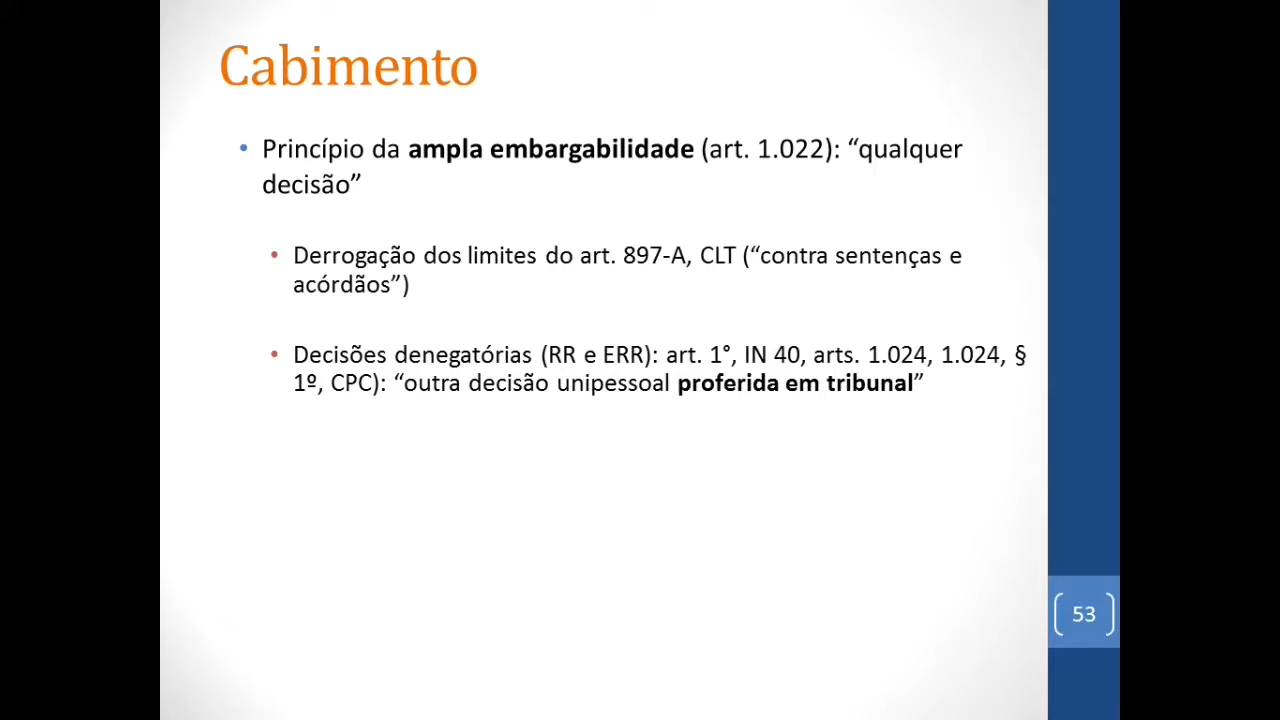 Cabimento
• Princípio da ampla embargabilidade (art. 1.022): “qualquer
decisão”
• Derrogação dos limites do art. 897-A, CLT (“contra sentenças e
acórdãos”)
• Decisões denegatórias (RR e ERR): art. 1°, IN 40, arts. 1.024, 1.024, §
1º, CPC): “outra decisão unipessoal proferida em tribunal”
53